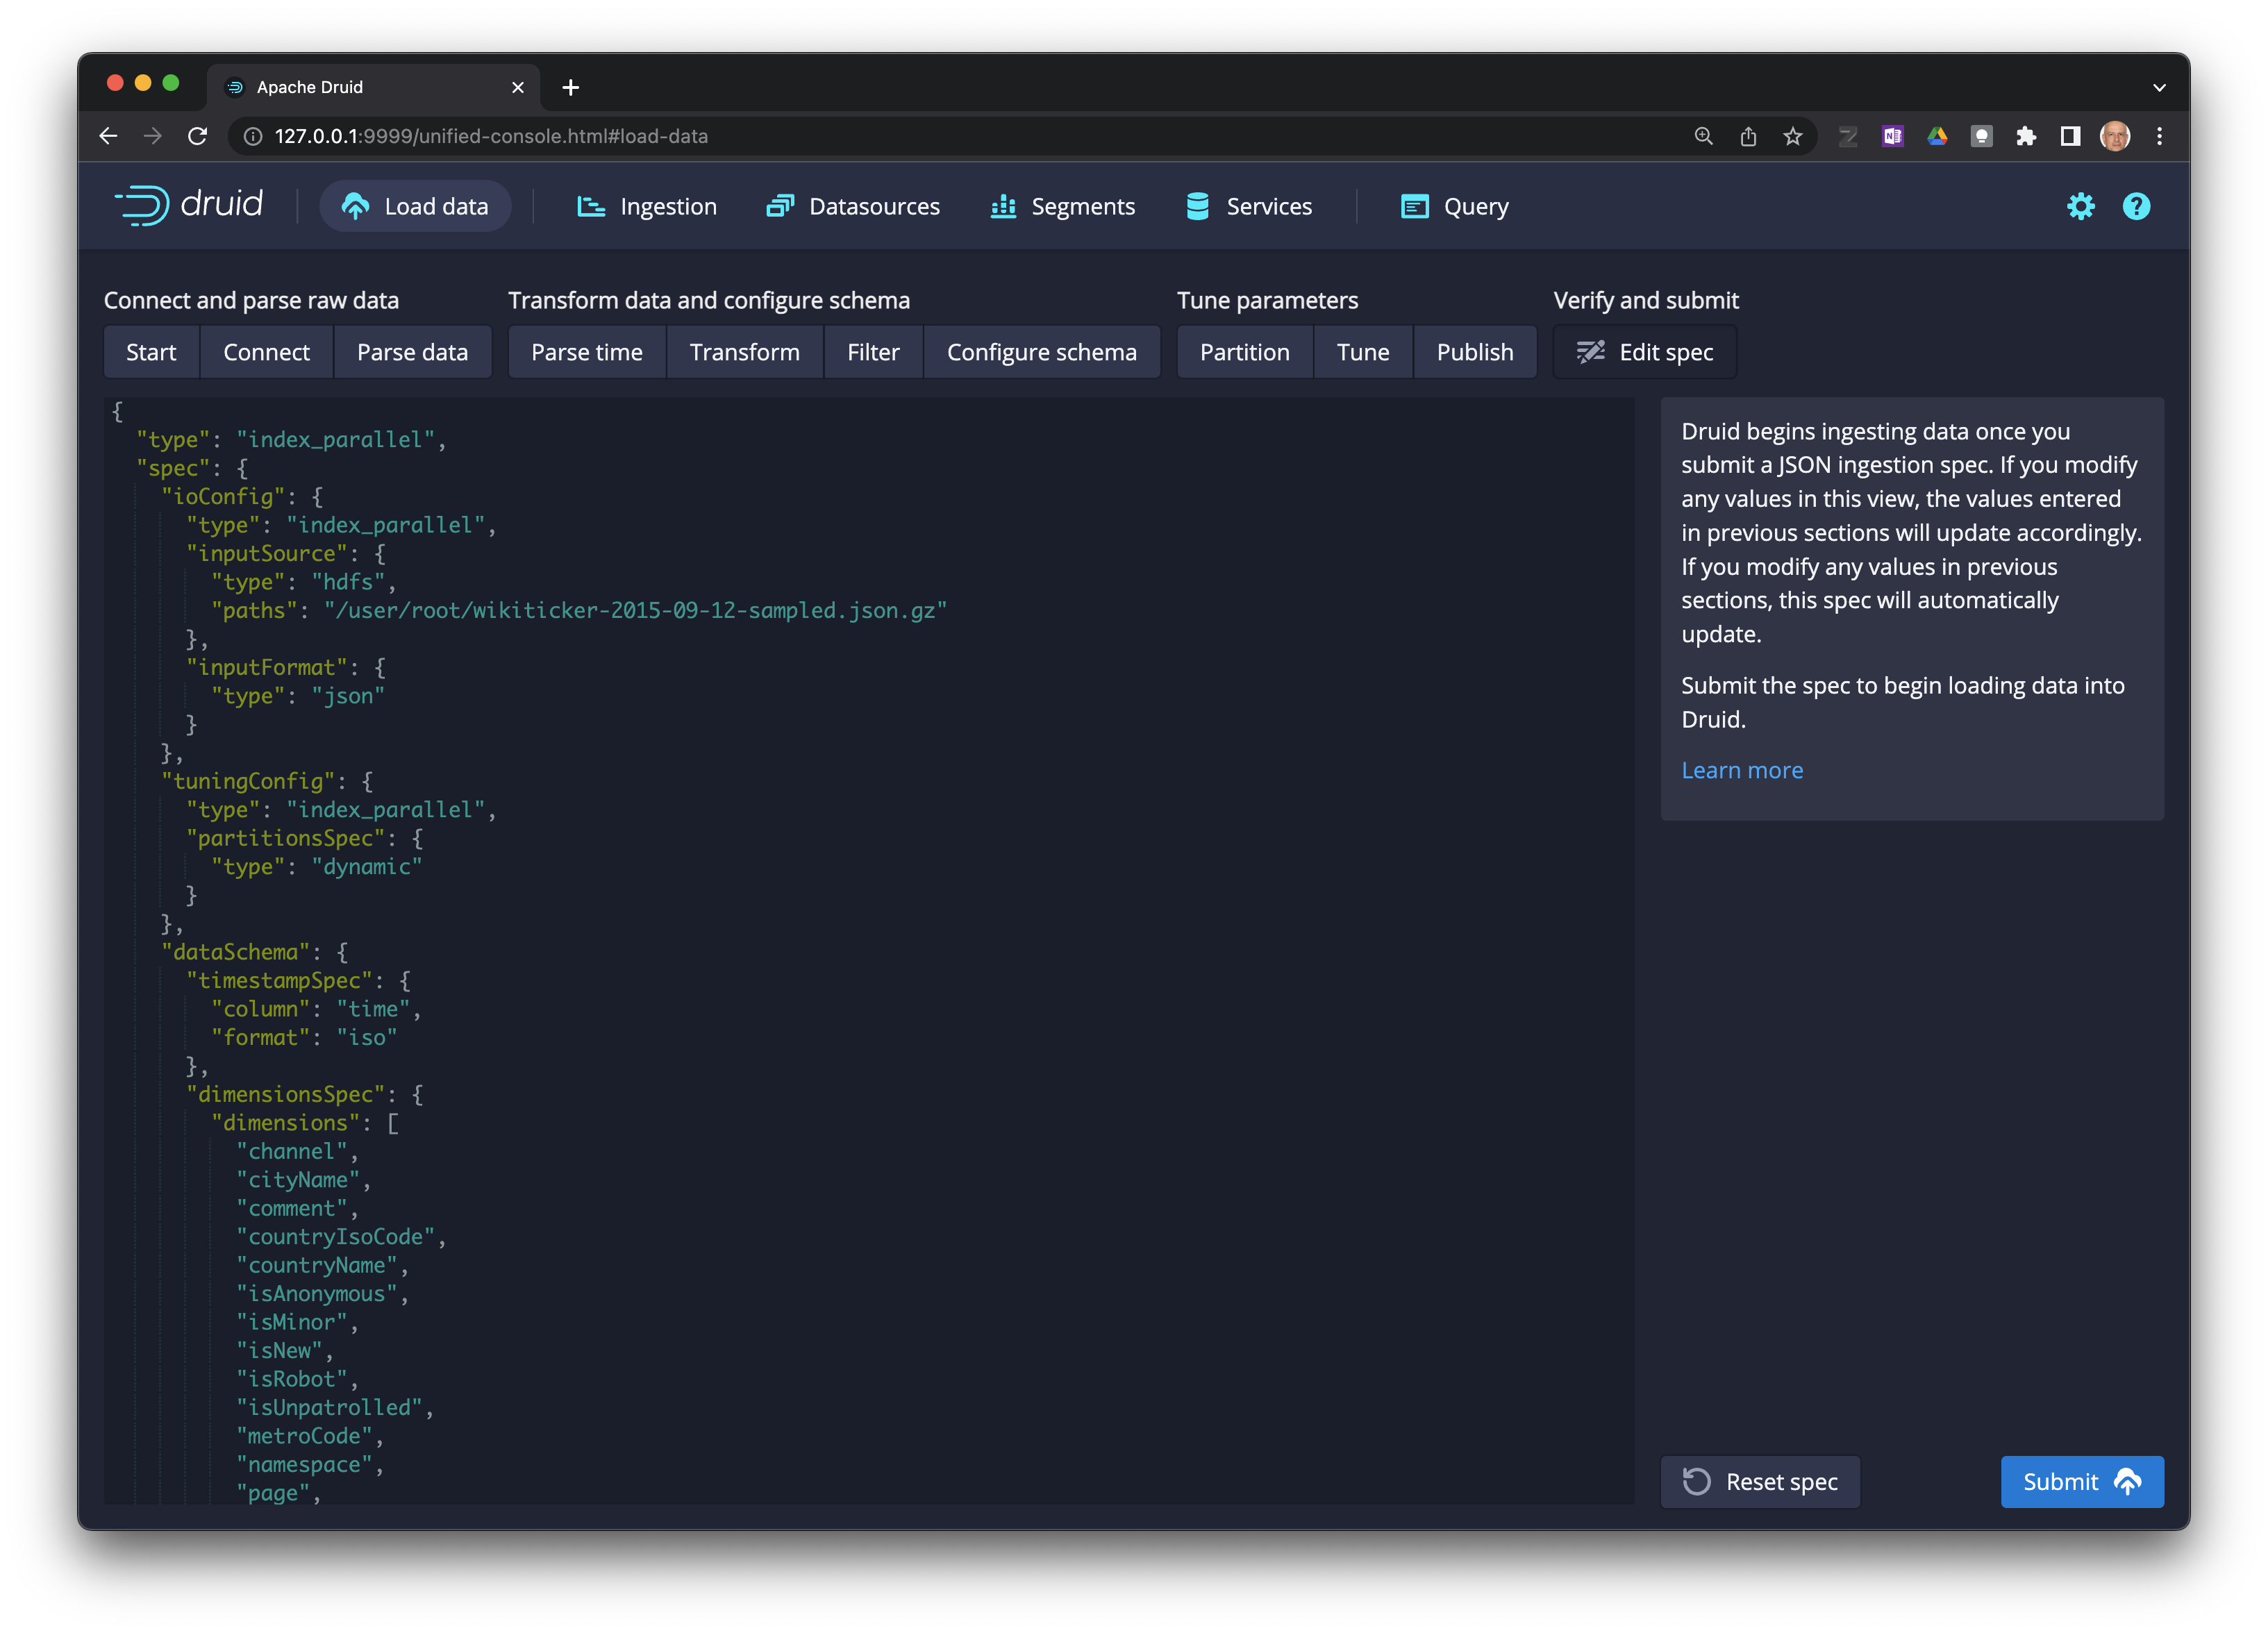 Apache Druid
127.0.0.1:9999/unified-console.html#load-data
druid
Load data
Ingestion
Datasources
Segments
Services
Query
Connect and parse raw data
Transform data and configure schema
Tune parameters
Verify and submit
Start
Connect
Parse data
Parse time
Transform
Filter
Configure schema
Partition
Tune
Publish
Edit spec
{
  "type": "index_parallel",
  "spec": {
    "ioConfig": {
      "type": "index_parallel",
      "inputSource": {
        "type": "hdfs",
        "paths": "/user/root/wikiticker-2015-09-12-sampled.json.gz"
      },
      "inputFormat": {
        "type": "json"
      }
    },
    "tuningConfig": {
      "type": "index_parallel",
      "partitionsSpec": {
        "type": "dynamic"
      }
    },
    "dataSchema": {
      "timestampSpec": {
        "column": "time",
        "format": "iso"
      },
      "dimensionsSpec": {
        "dimensions": [
          "channel",
          "cityName",
          "comment",
          "countryIsoCode",
          "countryName",
          "isAnonymous",
          "isMinor",
          "isNew",
          "isRobot",
          "isUnpatrolled",
          "metroCode",
          "namespace",
          "page",
Druid begins ingesting data once you
submit a JSON ingestion spec. If you modify
any values in this view, the values entered
in previous sections will update accordingly.
If you modify any values in previous
sections, this spec will automatically
update.
Submit the spec to begin loading data into
Druid.
Learn more
Reset spec
Submit